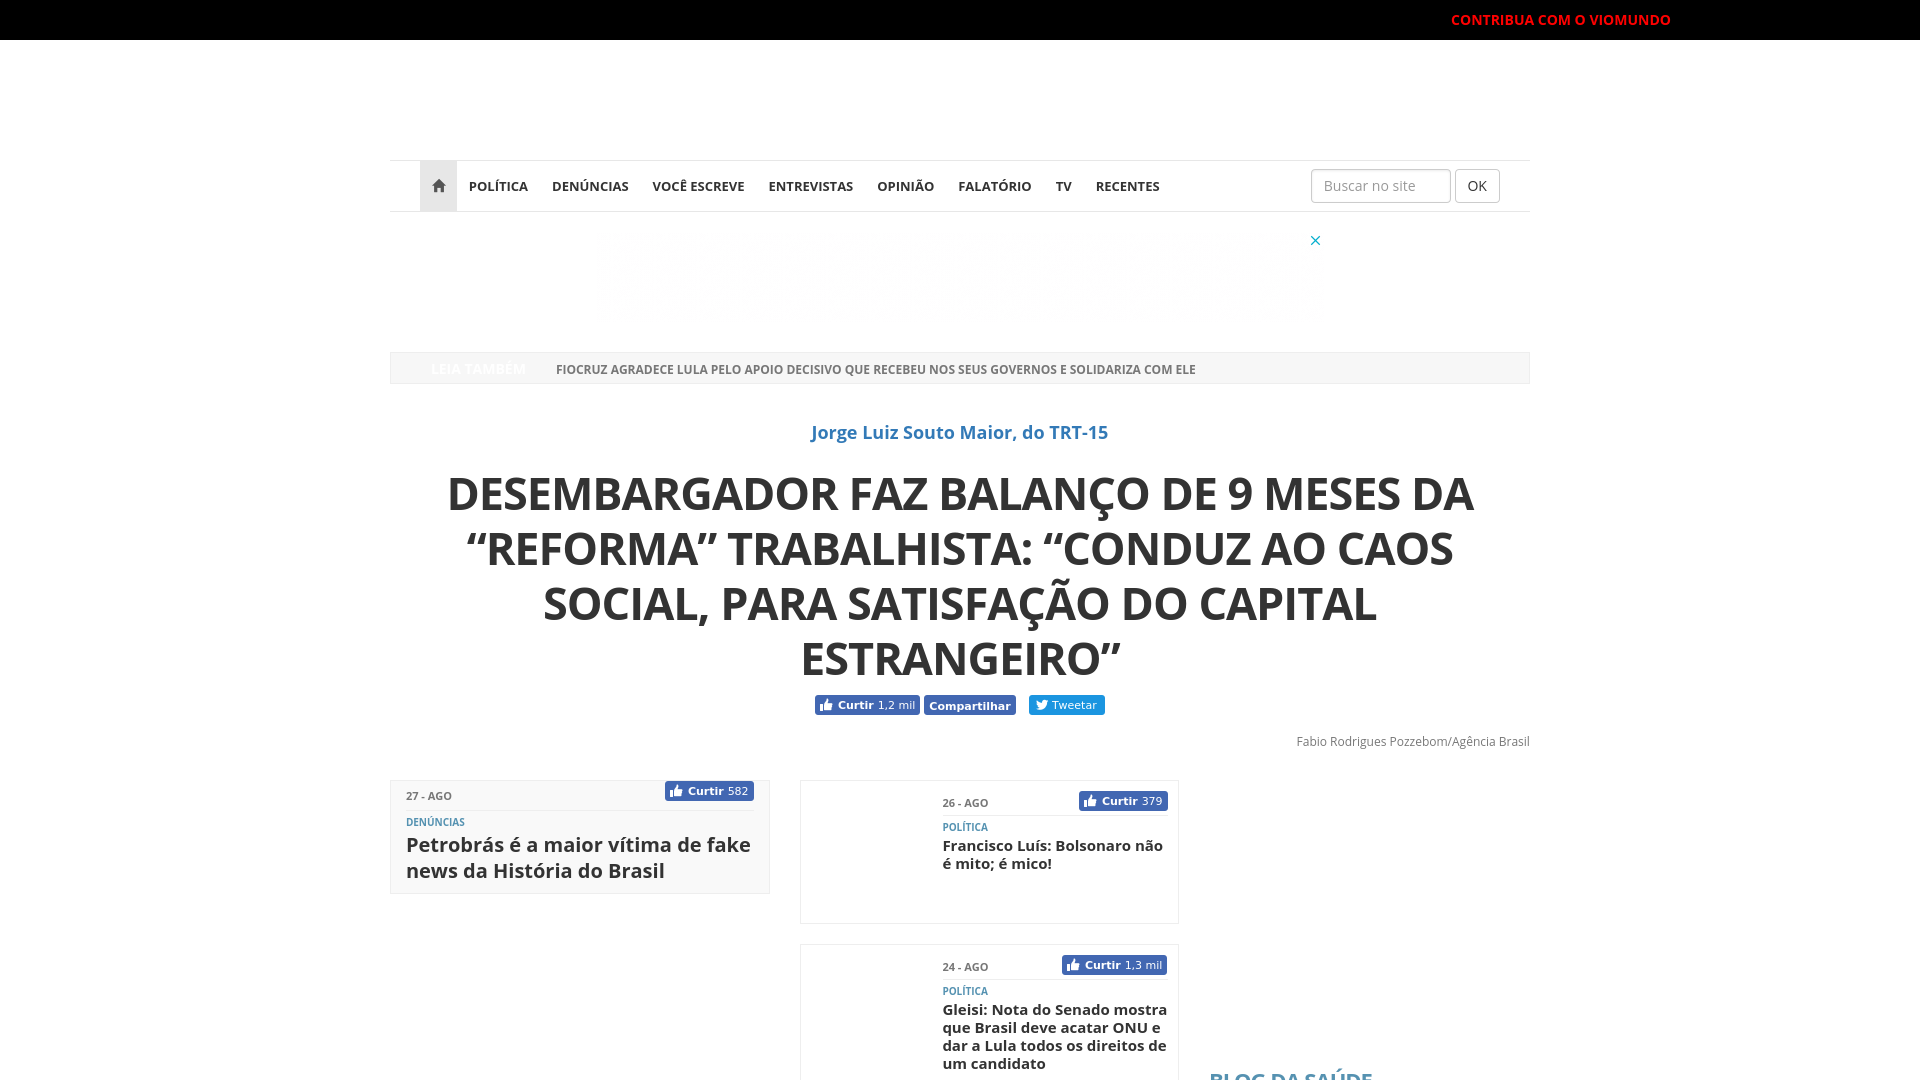 CONTRIBUA COM O VIOMUNDO
POLÍTICA DENÚNCIAS VOCÊ ESCREVE ENTREVISTAS OPINIÃO FALATÓRIO TV RECENTES Buscar no site OK
LEIA TAMBÉM FIOCRUZ AGRADECE LULA PELO APOIO DECISIVO QUE RECEBEU NOS SEUS GOVERNOS E SOLIDARIZA COM ELE
Jorge Luiz Souto Maior, do TRT-15
DESEMBARGADOR FAZ BALANÇO DE 9 MESES DA
“REFORMA” TRABALHISTA: “CONDUZ AO CAOS
SOCIAL, PARA SATISFAÇÃO DO CAPITAL
ESTRANGEIRO”
Curtir 1,2 mil Compartilhar Tweetar
Fabio Rodrigues Pozzebom/Agência Brasil
27 - AGO Curtir 582
DENÚNCIAS
Petrobrás é a maior vítima de fake
news da História do Brasil
26 - AGO Curtir 379
POLÍTICA
Francisco Luís: Bolsonaro não
é mito; é mico!
24 - AGO Curtir 1,3 mil
POLÍTICA
Gleisi: Nota do Senado mostra
que Brasil deve acatar ONU e
dar a Lula todos os direitos de
um candidato
BLOG DA SAÚDE